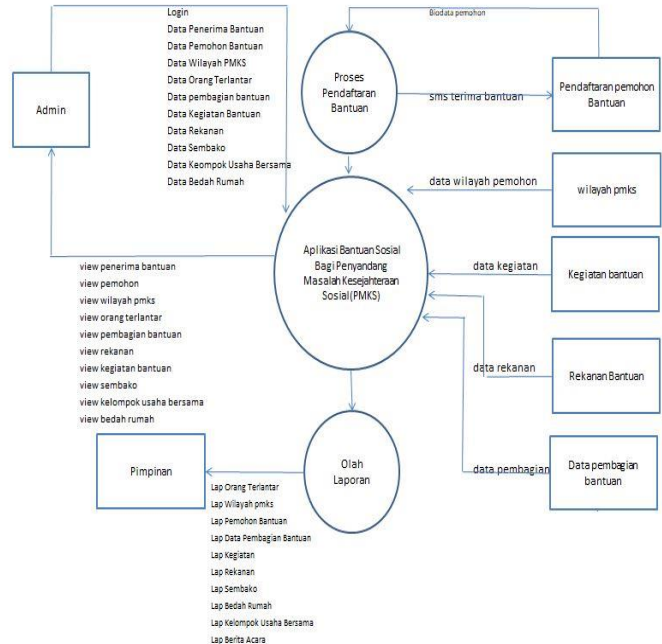 Login
Data Penerima Bantuan
Data Pemohon Bantuan
Data Wilayah PMKS
Data Orang Terlantar
Data pembagian bantuan
Data Kegiatan Bantuan
Data Rekanan
Data Sembako
Data Keompok Usaha Bersama
Data Bedah Rumah
Admin
Biodata pemohon
Proses
Pendaftaran
Bantuan
sms terima bantuan
Pendaftaran pemohon
Bantuan
data wilayah pemohon
wilayah pmks
Aplikasi Bantuan Sosial
Bagi Penyandang
Masalah Kesejahteraan
Sosial(PMKS)
data kegiatan
Kegiatan bantuan
data rekanan
Rekanan Bantuan
data pembagian
Data pembagian
bantuan
view penerima bantuan
view pemohon
view wilayah pmks
view orang terlantar
view pembagian bantuan
view rekanan
view kegiatan bantuan
view sembako
view kelompok usaha bersama
view bedah rumah
Pimpinan
Olah
Laporan
Lap Orang Terlantar
Lap Wilayah pmks
Lap Pemohon Bantuan
Lap Data Pembagian Bantuan
Lap Kegiatan
Lap Rekanan
Lap Sembako
Lap Bedah Rumah
Lap Kelompok Usaha Bersama
Lap Berita Acara